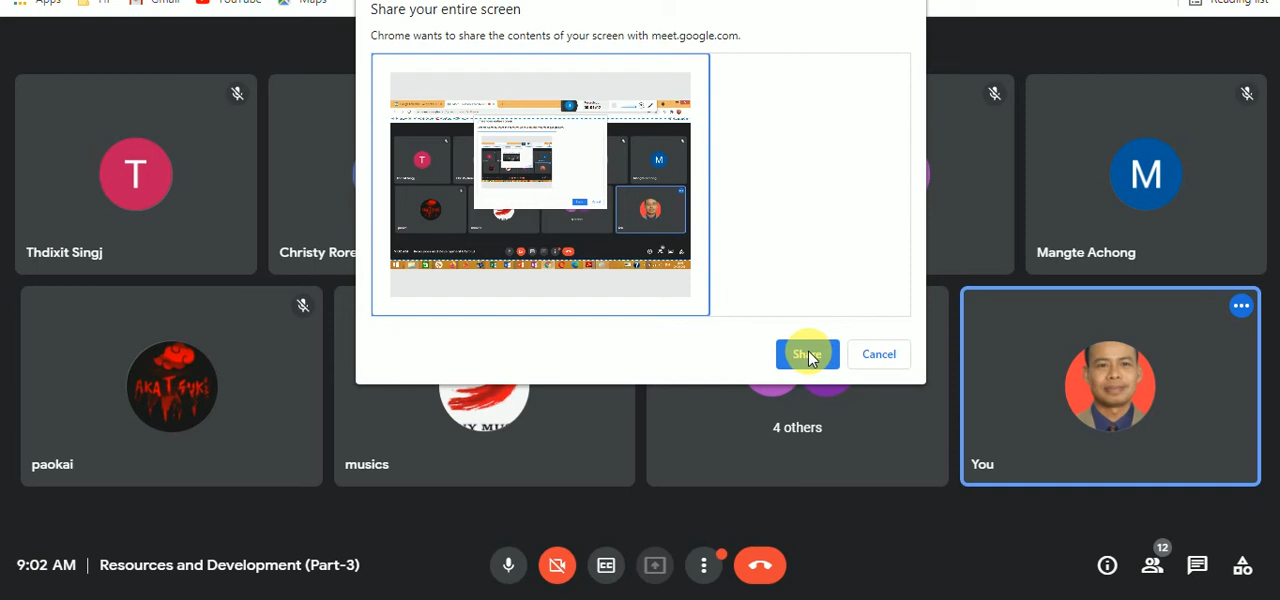 Apps
Gmail
YouTube
Maps
Reading list
Share your entire screen
Chrome wants to share the contents of your screen with meet.google.com.
T
M
Thdixit Singj
Christy Rore
Mangte Achong
Share
Cancel
AKATSUKI
MUS
4 others
paokai
musics
You
9:02 AM | Resources and Development (Part-3)
12